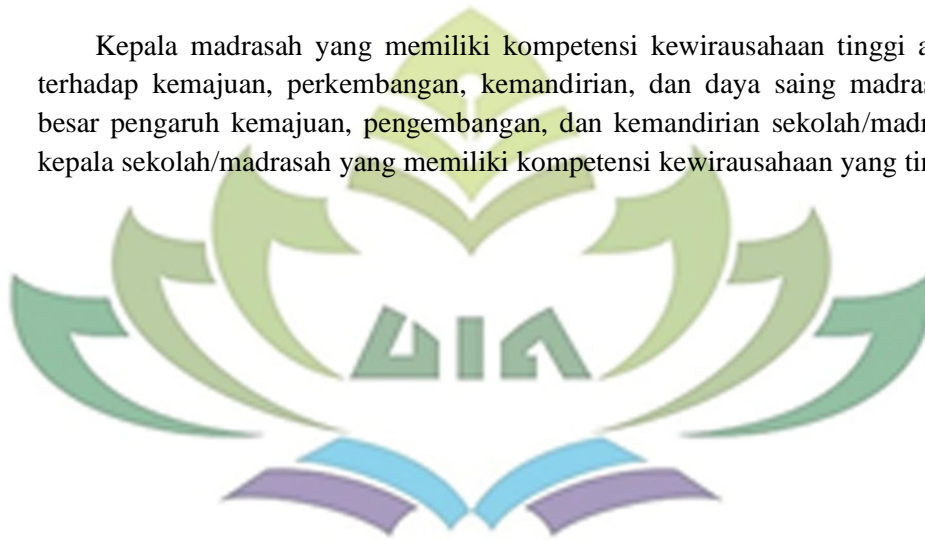 Kepala madrasah yang memiliki kompetensi kewirausahaan tinggi
terhadap kemajuan, perkembangan, kemandirian, dan daya saing
besar pengaruh kemajuan, pengembangan, dan kemandirian
kepala sekolah/madrasah yang memiliki kompetensi kewirausahaan yang
UIN